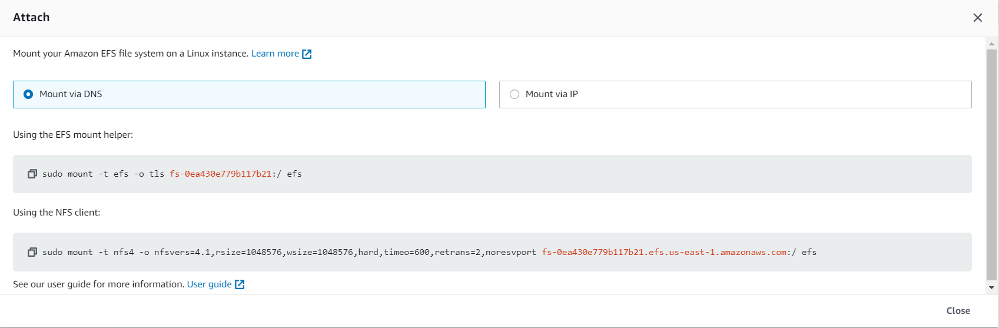 Attach
Mount your Amazon EFS file system on a Linux instance. Learn more
Mount via DNS
Mount via IP
Using the EFS mount helper:
sudo mount -t efs -o tls fs-0ea430e779b117b21:/ efs
Using the NFS client:
sudo mount -t nfs4 -o nfsvers=4.1,rsize=1048576,wsize=1048576,hard,timeo=600,retrans=2,noresvport fs-0ea430e779b117b21.efs.us-east-1.amazonaws.com:/ efs
See our user guide for more information. User guide
Close